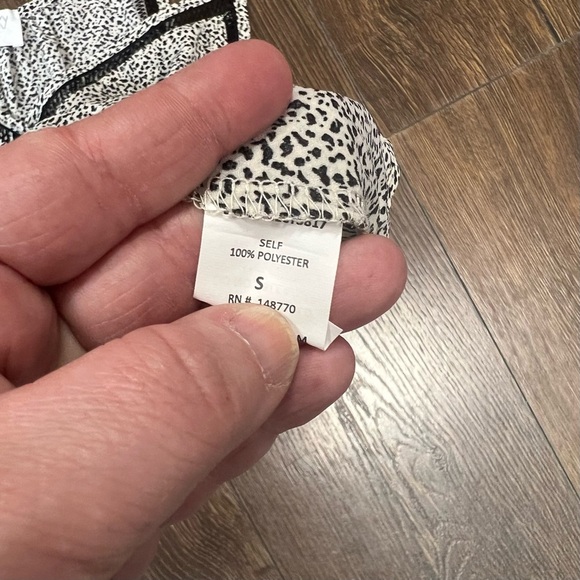 SELF
100% POLYESTER
S
RN # 148770